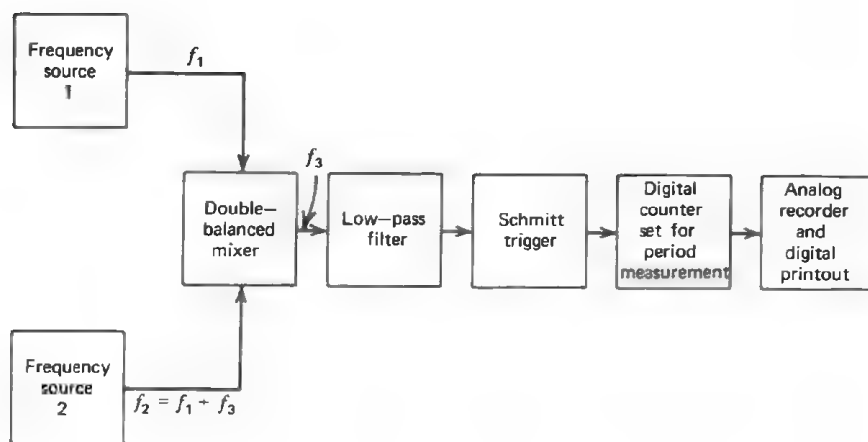 Frequency
source
1
f₁
Double–
balanced
mixer
f₃
Low–pass
filter
Schmitt
trigger
Digital
counter
set for
period
measurement
Analog
recorder
and
digital
printout
Frequency
source
2
f₂ = f₁ + f₃